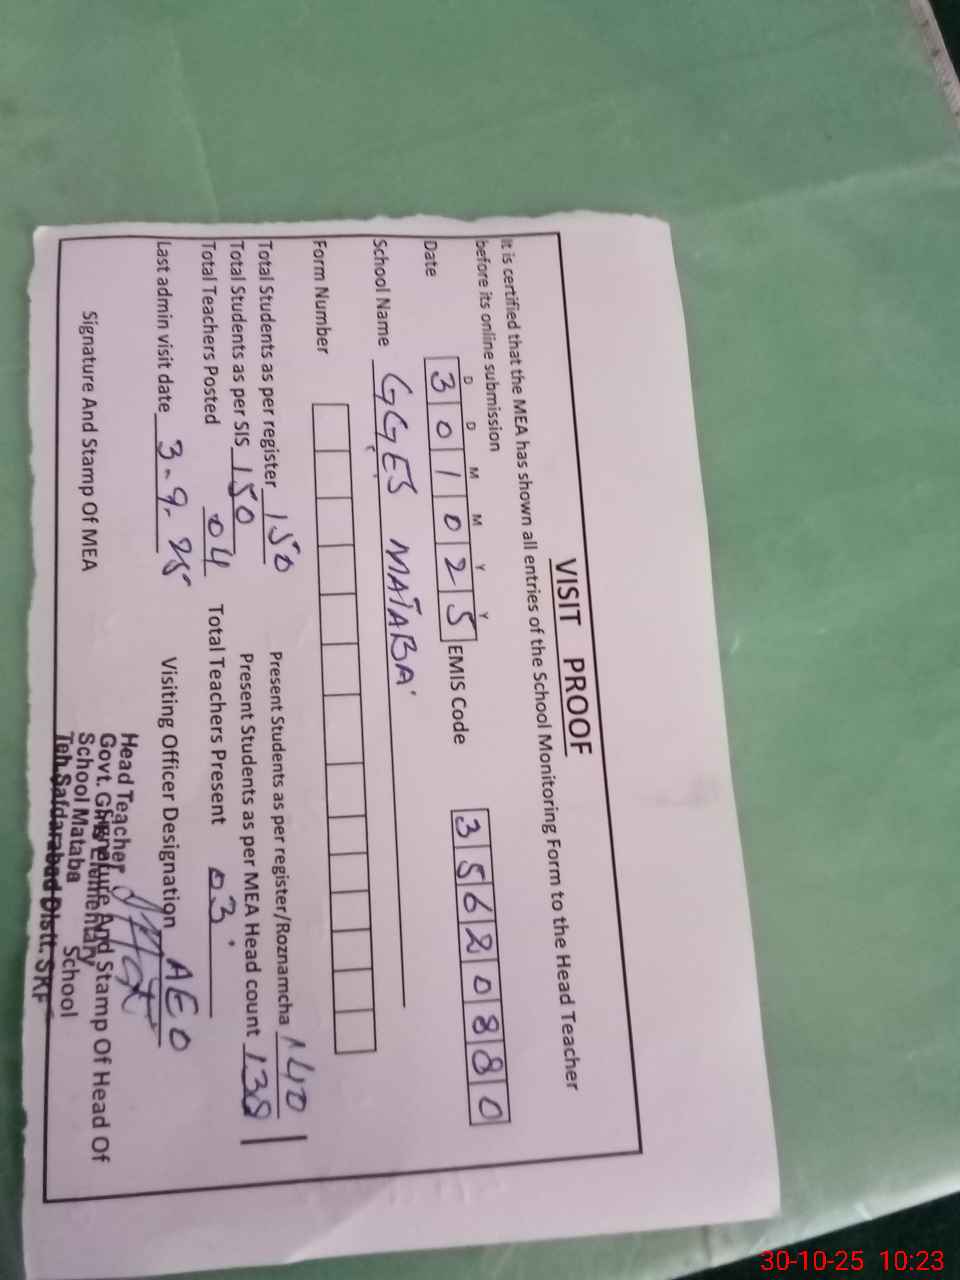 VISIT PROOF
It is certified that the MEA has shown all entries of the School Monitoring Form to the Head Teacher
before its online submission
D D M M Y Y
Date 3 0 1 0 2 5 EMIS Code 3 5 6 2 0 8 8 0
School Name GGES MATABA
Form Number
Total Students as per register 150 Present Students as per register/Roznamcha 140
Total Students as per SIS 150 Present Students as per MEA Head count 138
Total Teachers Posted 04 Total Teachers Present 03
Last admin visit date 3-9-25 Visiting Officer Designation AEO
Head Teacher
Govt. Girls Elementary
Signature And Stamp Of MEA Signature And Stamp Of Head Of School
School Mataba
Teh. Safdarabad Distt. SKP
30-10-25 10:23